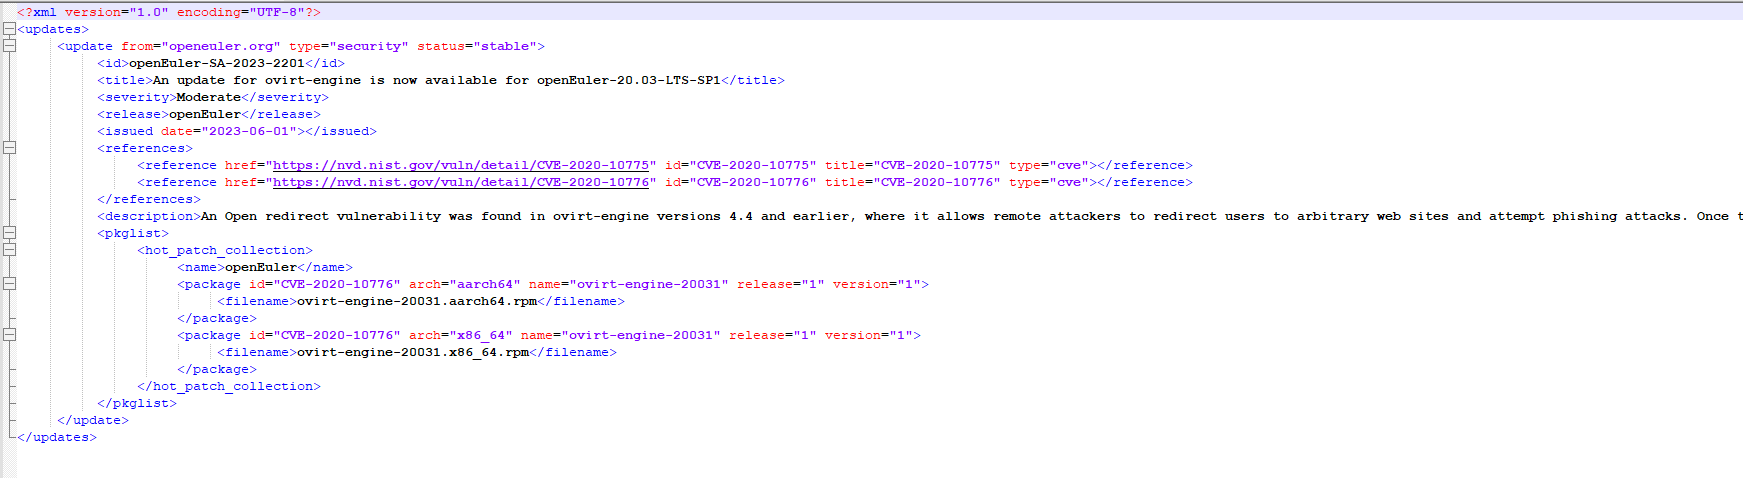 <?xml version="1.0" encoding="UTF-8"?>
<updates>
<update from="openeuler.org" type="security" status="stable">
<id>openEuler-SA-2023-2201</id>
<title>An update for ovirt-engine is now available for openEuler-20.03-LTS-SP1</title>
<severity>Moderate</severity>
<release>openEuler</release>
<issued date="2023-06-01"></issued>
<references>
<reference href="https://nvd.nist.gov/vuln/detail/CVE-2020-10775" id="CVE-2020-10775" title="CVE-2020-10775" type="cve"></reference>
<reference href="https://nvd.nist.gov/vuln/detail/CVE-2020-10776" id="CVE-2020-10776" title="CVE-2020-10776" type="cve"></reference>
</references>
<description>An Open redirect vulnerability was found in ovirt-engine versions 4.4 and earlier, where it allows remote attackers to redirect users to arbitrary web sites and attempt phishing attacks. Once t
<pkglist>
<hot_patch_collection>
<name>openEuler</name>
<package id="CVE-2020-10776" arch="aarch64" name="ovirt-engine-20031" release="1" version="1">
<filename>ovirt-engine-20031.aarch64.rpm</filename>
</package>
<package id="CVE-2020-10776" arch="x86_64" name="ovirt-engine-20031" release="1" version="1">
<filename>ovirt-engine-20031.x86_64.rpm</filename>
</package>
</hot_patch_collection>
</pkglist>
</update>
</updates>